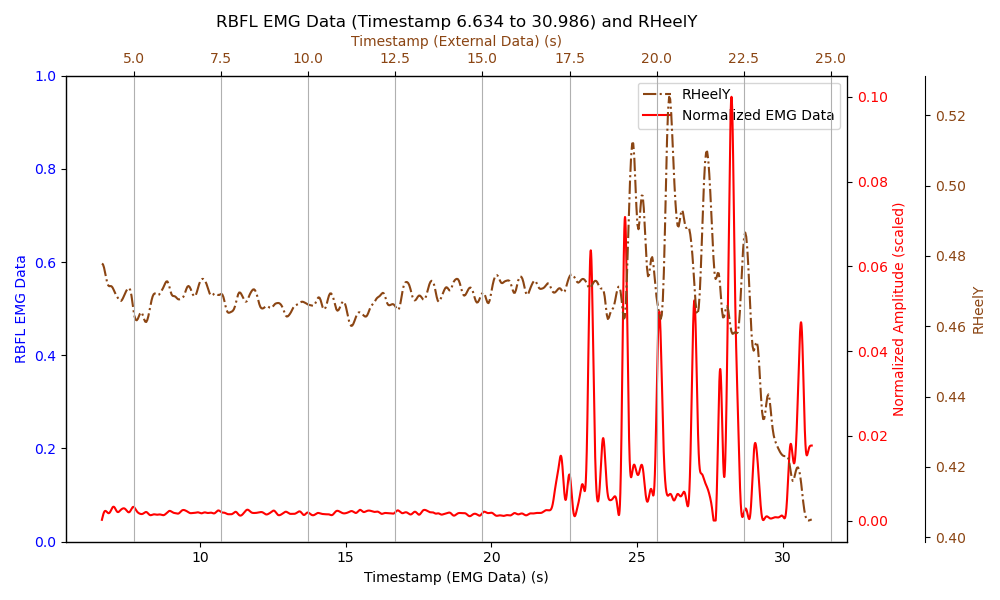 RBFL EMG Data (Timestamp 6.634 to 30.986) and RHeelY
Timestamp (External Data) (s)
5.0 7.5 10.0 12.5 15.0 17.5 20.0 22.5 25.0
RHeelY
Normalized EMG Data
1.0
0.8
0.6
0.4
0.2
0.0
RBFL EMG Data
0.10
0.08
0.06
0.04
0.02
0.00
Normalized Amplitude (scaled)
0.52
0.50
0.48
0.46
0.44
0.42
0.40
RHeelY
10 15 20 25 30
Timestamp (EMG Data) (s)